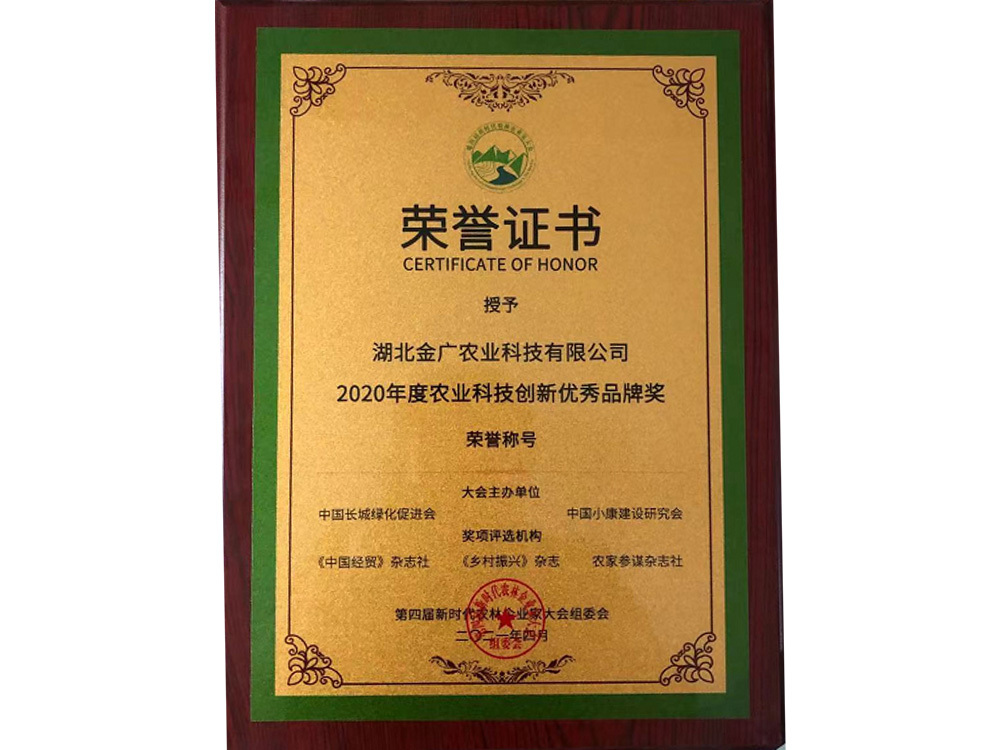 荣誉证书
CERTIFICATE OF HONOR
授予
湖北金广农业科技有限公司
2020年度农业科技创新优秀品牌奖
荣誉称号
大会主办单位
中国长城绿化促进会 中国小康建设研究会
奖项评选机构
《中国经贸》杂志社 《乡村振兴》杂志 农家参谋杂志社
第四届新时代农林企业家大会组委会
二〇二一年四月
组委会